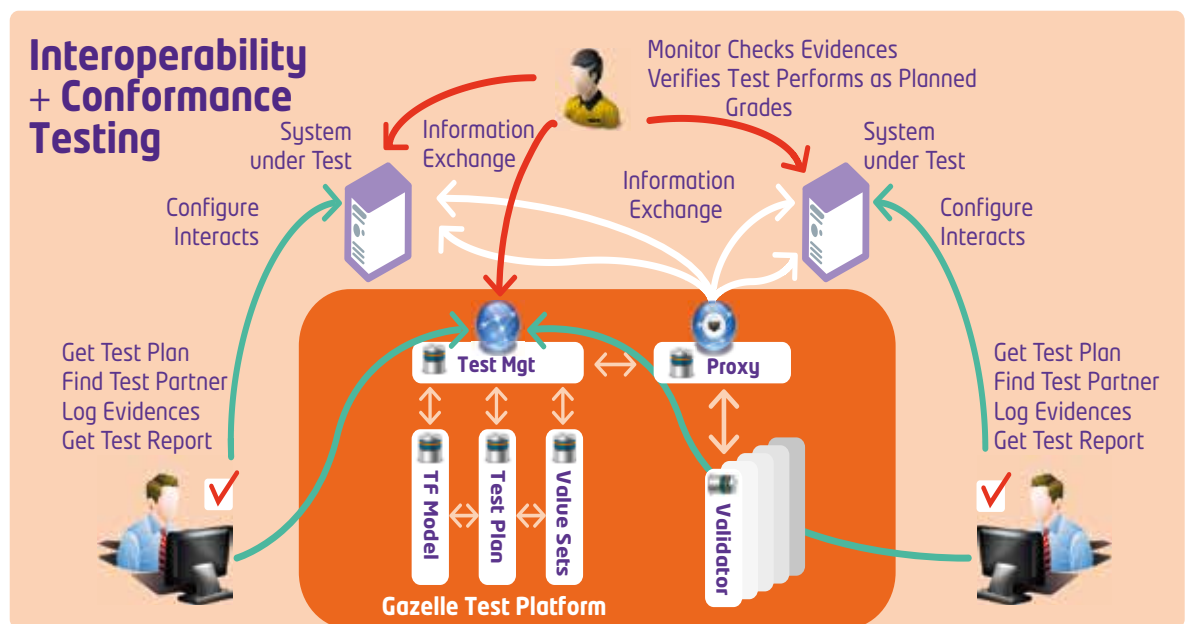 Interoperability
+ Conformance
Testing
Monitor Checks Evidences
Verifies Test Performs as Planned
Grades
System
under Test
Information
Exchange
System
under Test
Information
Exchange
Configure
Interacts
Configure
Interacts
Get Test Plan
Find Test Partner
Log Evidences
Get Test Report
Get Test Plan
Find Test Partner
Log Evidences
Get Test Report
Test Mgt
Proxy
TF Model
Test Plan
Value Sets
Validator
Gazelle Test Platform